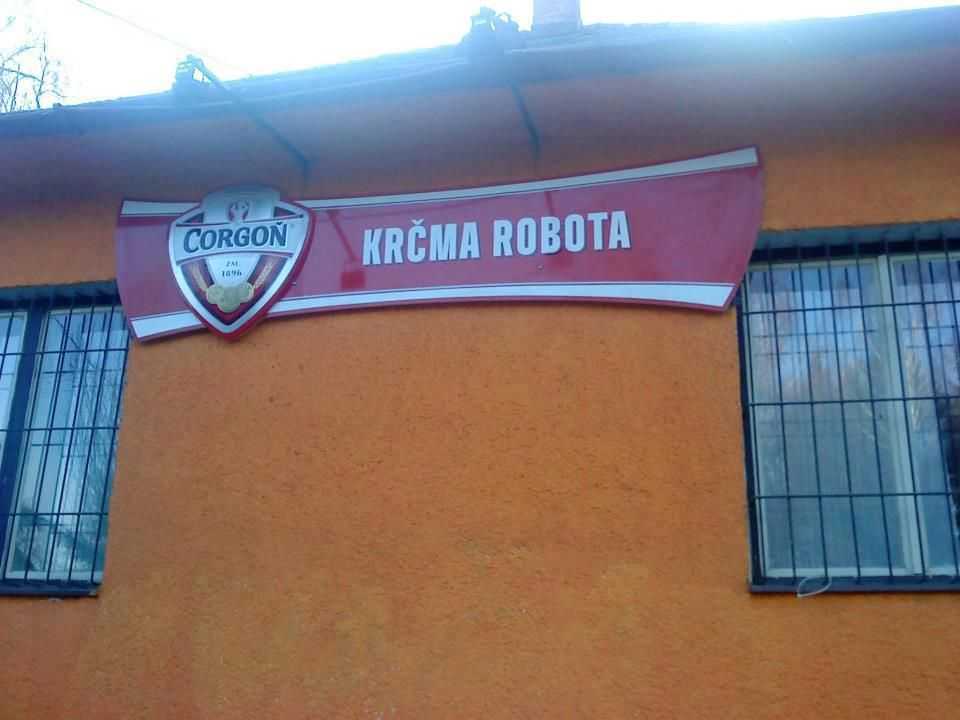 CORGOŇ
ZAL.
1896
KRČMA ROBOTA